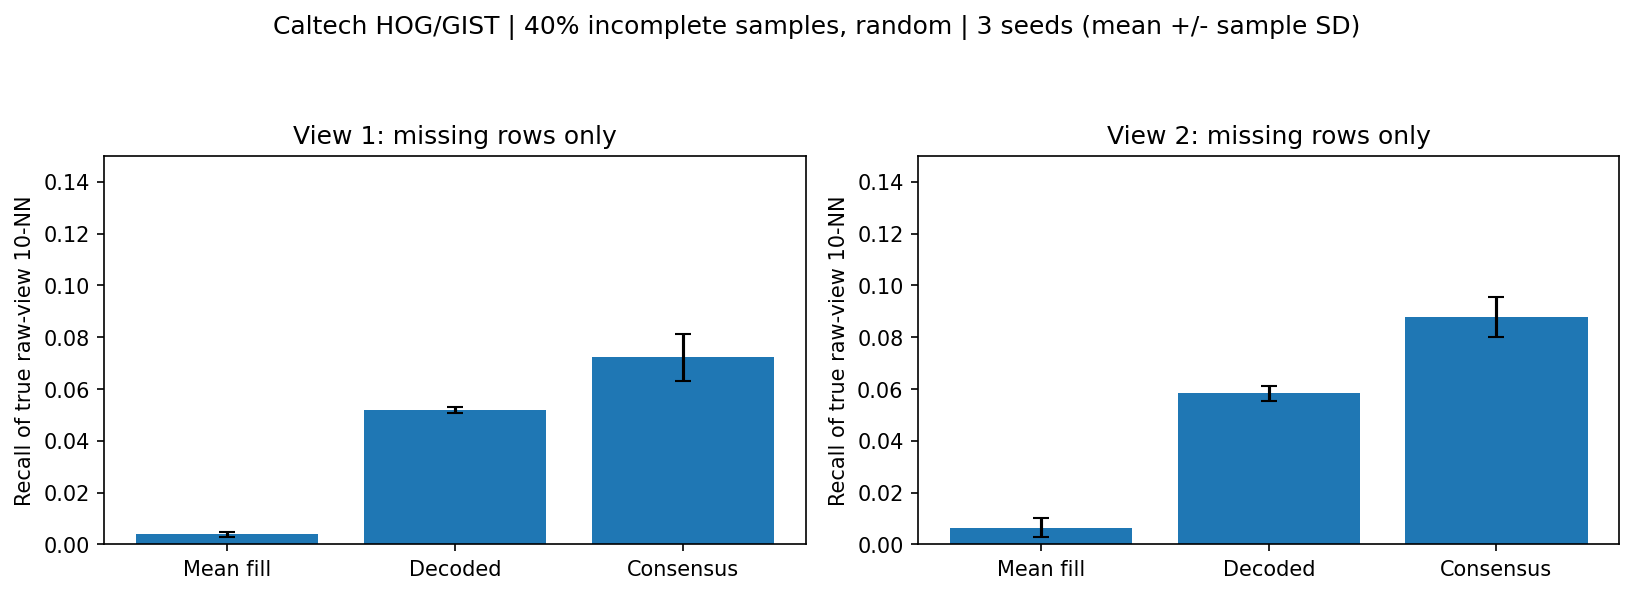 Caltech HOG/GIST | 40% incomplete samples, random | 3 seeds (mean +/- sample SD)
View 1: missing rows only
Recall of true raw-view 10-NN
0.14
0.12
0.10
0.08
0.06
0.04
0.02
0.00
Mean fill
Decoded
Consensus
View 2: missing rows only
Recall of true raw-view 10-NN
0.14
0.12
0.10
0.08
0.06
0.04
0.02
0.00
Mean fill
Decoded
Consensus